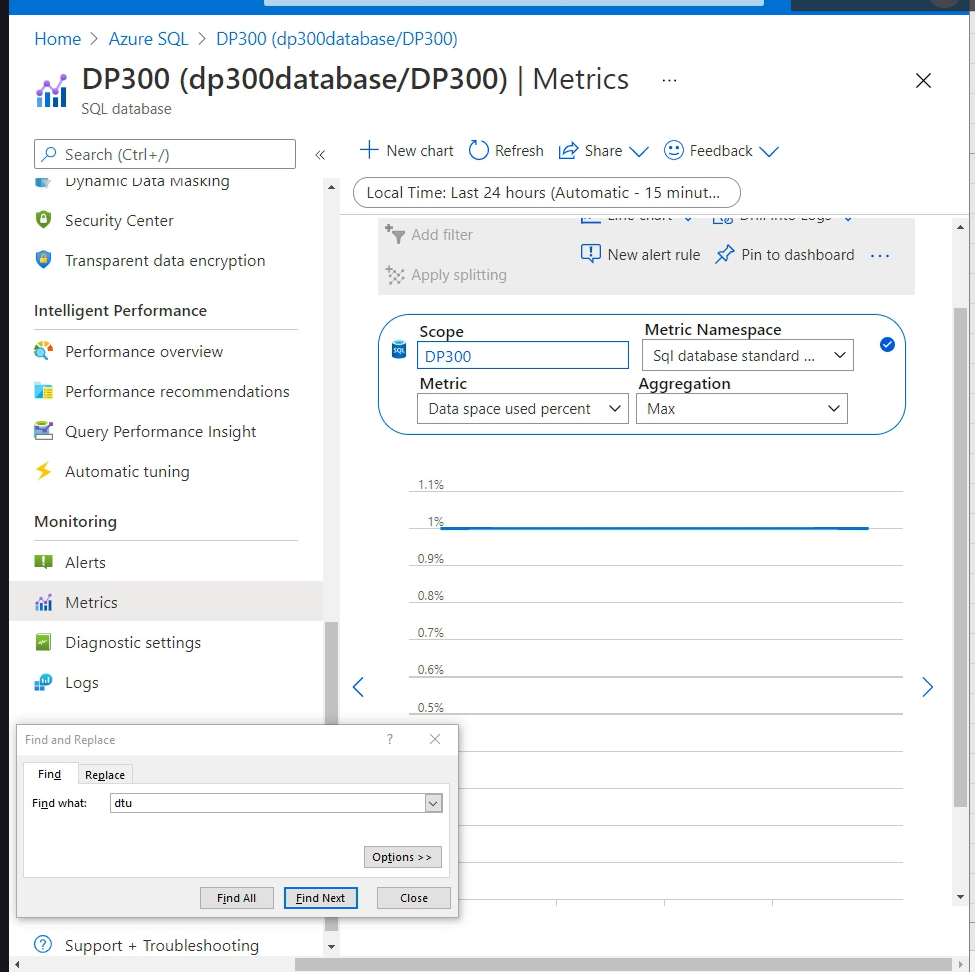 Home > Azure SQL > DP300 (dp300database/DP300)
DP300 (dp300database/DP300) | Metrics ...
SQL database
Search (Ctrl+/)
«
New chart
Refresh
Share
Feedback
Local Time: Last 24 hours (Automatic - 15 minut...
Dynamic Data Masking
Security Center
Transparent data encryption
Intelligent Performance
Performance overview
Performance recommendations
Query Performance Insight
Automatic tuning
Monitoring
Alerts
Metrics
Diagnostic settings
Logs
Support + Troubleshooting
Line chart
Drill into Logs
Add filter
New alert rule
Pin to dashboard
...
Apply splitting
Scope
SQL
DP300
Metric Namespace
Sql database standard ...
Metric
Data space used percent
Aggregation
Max
1.1%
1%
0.9%
0.8%
0.7%
0.6%
0.5%
Find and Replace
?
Find
Replace
Find what:
dtu
Options >>
Find All
Find Next
Close